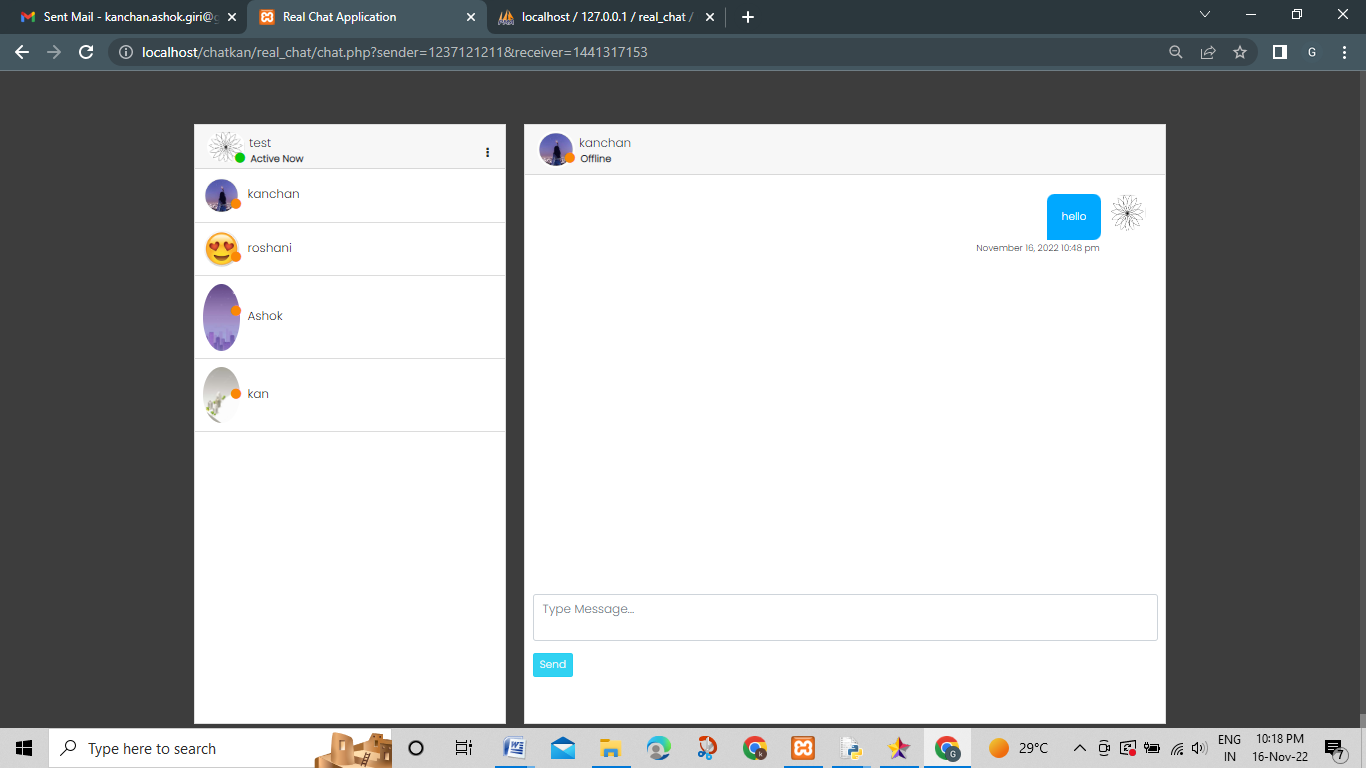 Sent Mail - kanchan.ashok.giri@g
Real Chat Application
localhost / 127.0.0.1 / real_chat /
localhost/chatkan/real_chat/chat.php?sender=1237121211&receiver=1441317153
G
test
Active Now
kanchan
roshani
Ashok
kan
kanchan
Offline
hello
November 16, 2022 10:48 pm
Type Message...
Send
Type here to search
29°C
ENG
IN
10:18 PM
16-Nov-22
7